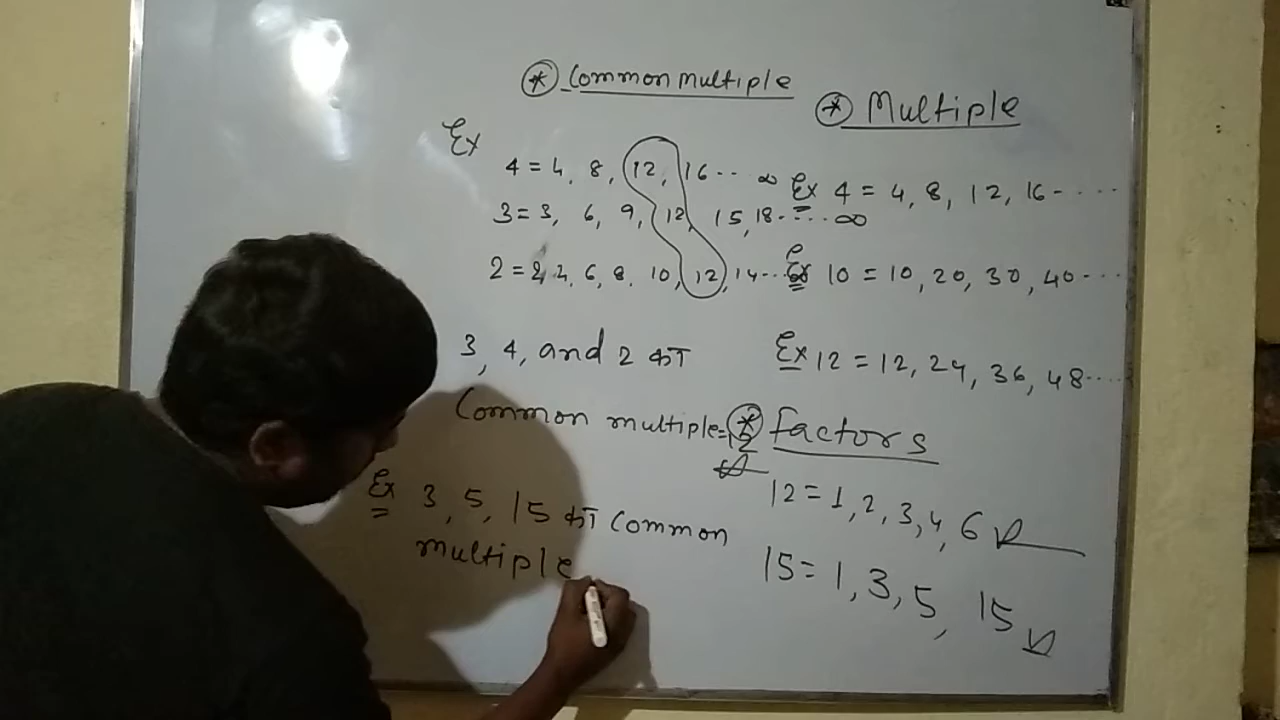 * Common multiple
Ex
4 = 4, 8, 12, 16 -- ∞
3 = 3, 6, 9, 12, 15, 18 - -- ∞
2 = 2, 4, 6, 8, 10, 12, 14 --
3, 4, and 2 का
Common multiple = 12
Ex 3, 5, 15 का Common
multiple
* Multiple
Ex 4 = 4, 8, 12, 16 - ...
Ex 10 = 10, 20, 30, 40 ...
Ex 12 = 12, 24, 36, 48 ....
* factors
12 = 1, 2, 3, 4, 6
15 = 1, 3, 5, 15